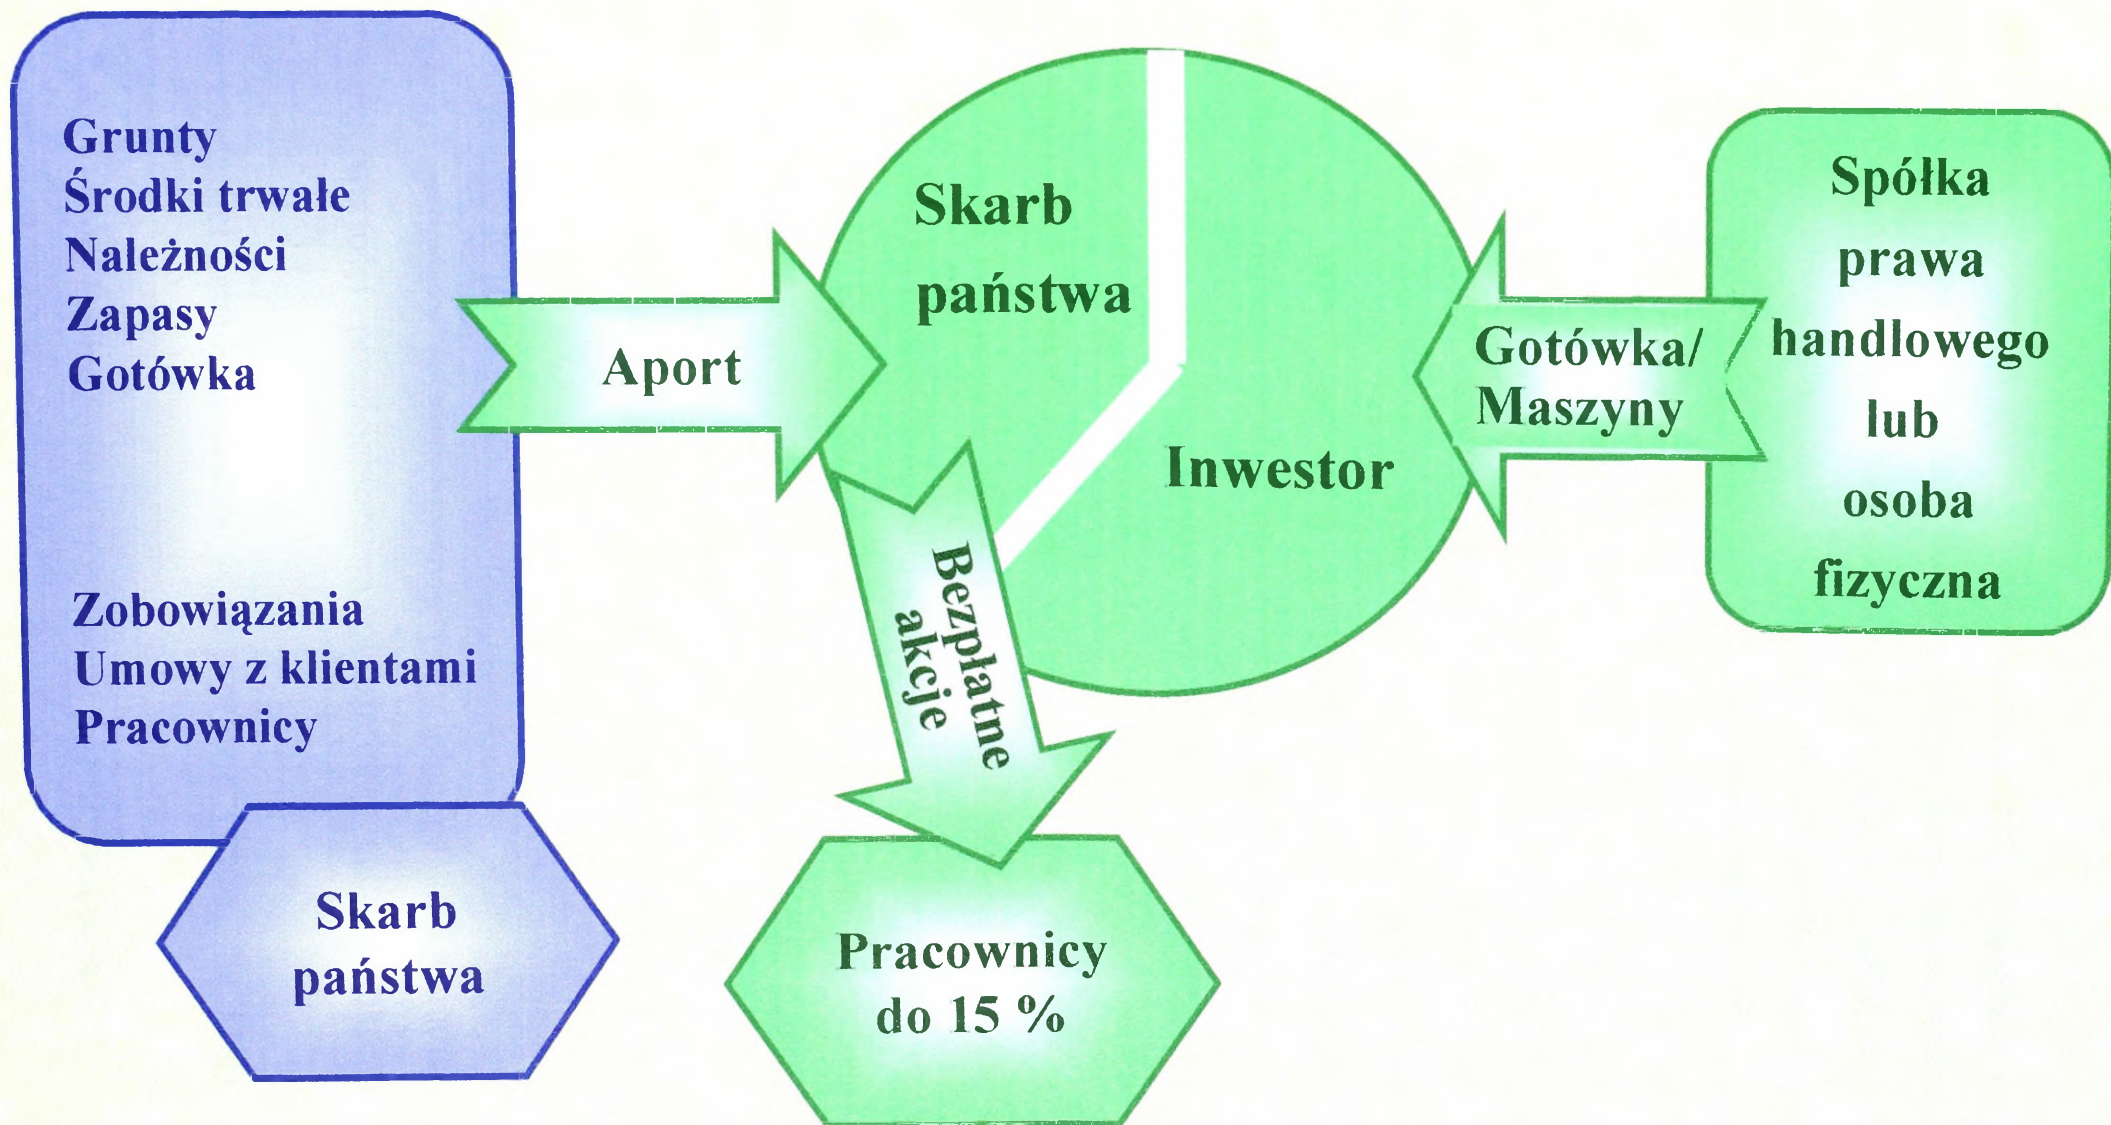 Grunty
Środki trwałe
Należności
Zapasy
Gotówka
Zobowiązania
Umowy z klientami
Pracownicy
Skarb
państwa
Aport
Skarb
państwa
Inwestor
Bezpłatne
akcje
Pracownicy
do 15 %
Gotówka/
Maszyny
Spółka
prawa
handlowego
lub
osoba
fizyczna